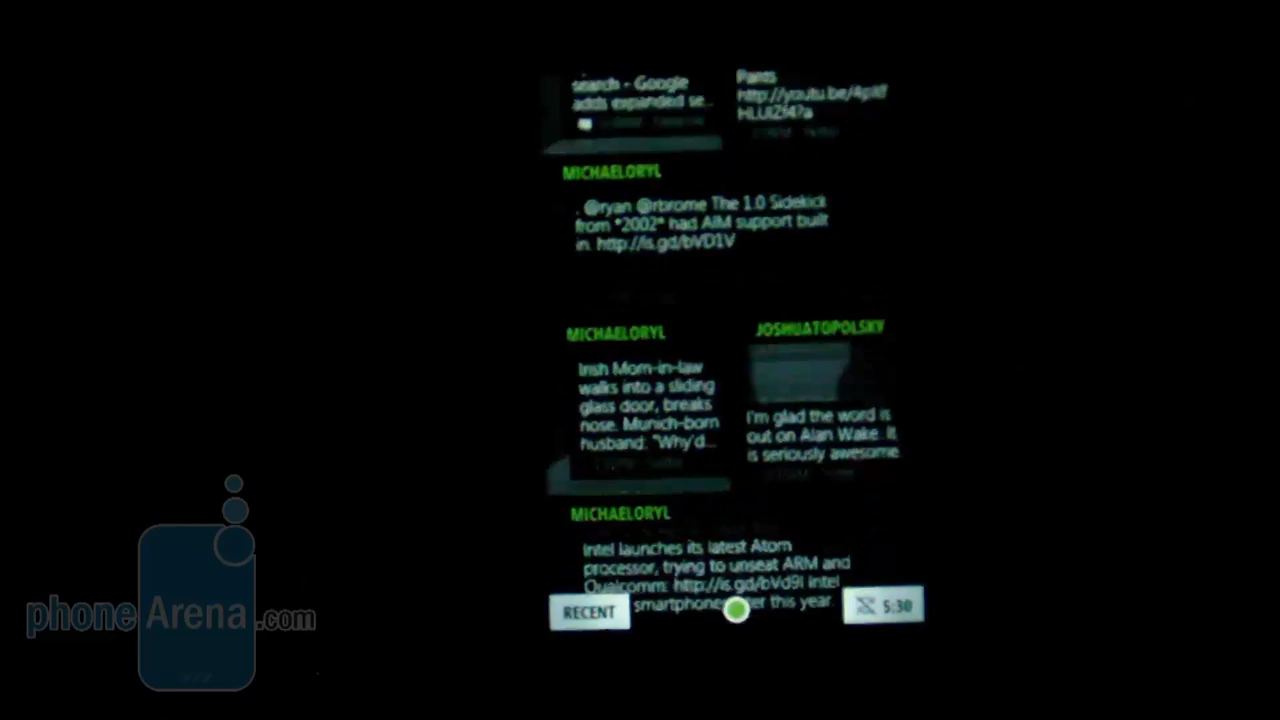 search - Google
adds expanded se...
Pants
http://youtu.be/4pXf
HLUIZf4?a
MICHAELORYL
. @ryan @rbrome The 1.0 Sidekick
from *2002* had AIM support built
in. http://is.gd/bVD1V
MICHAELORYL
Irish Mom-in-law
walks into a sliding
glass door, breaks
nose. Munich-born
husband: "Why'd...
JOSHUATOPOLSKY
I'm glad the word is
out on Alan Wake. It
is seriously awesome.
MICHAELORYL
Intel launches its latest Atom
processor, trying to unseat ARM and
Qualcomm: http://is.gd/bVd9I Intel
smartphone this year.
RECENT
5:30
phoneArena.com